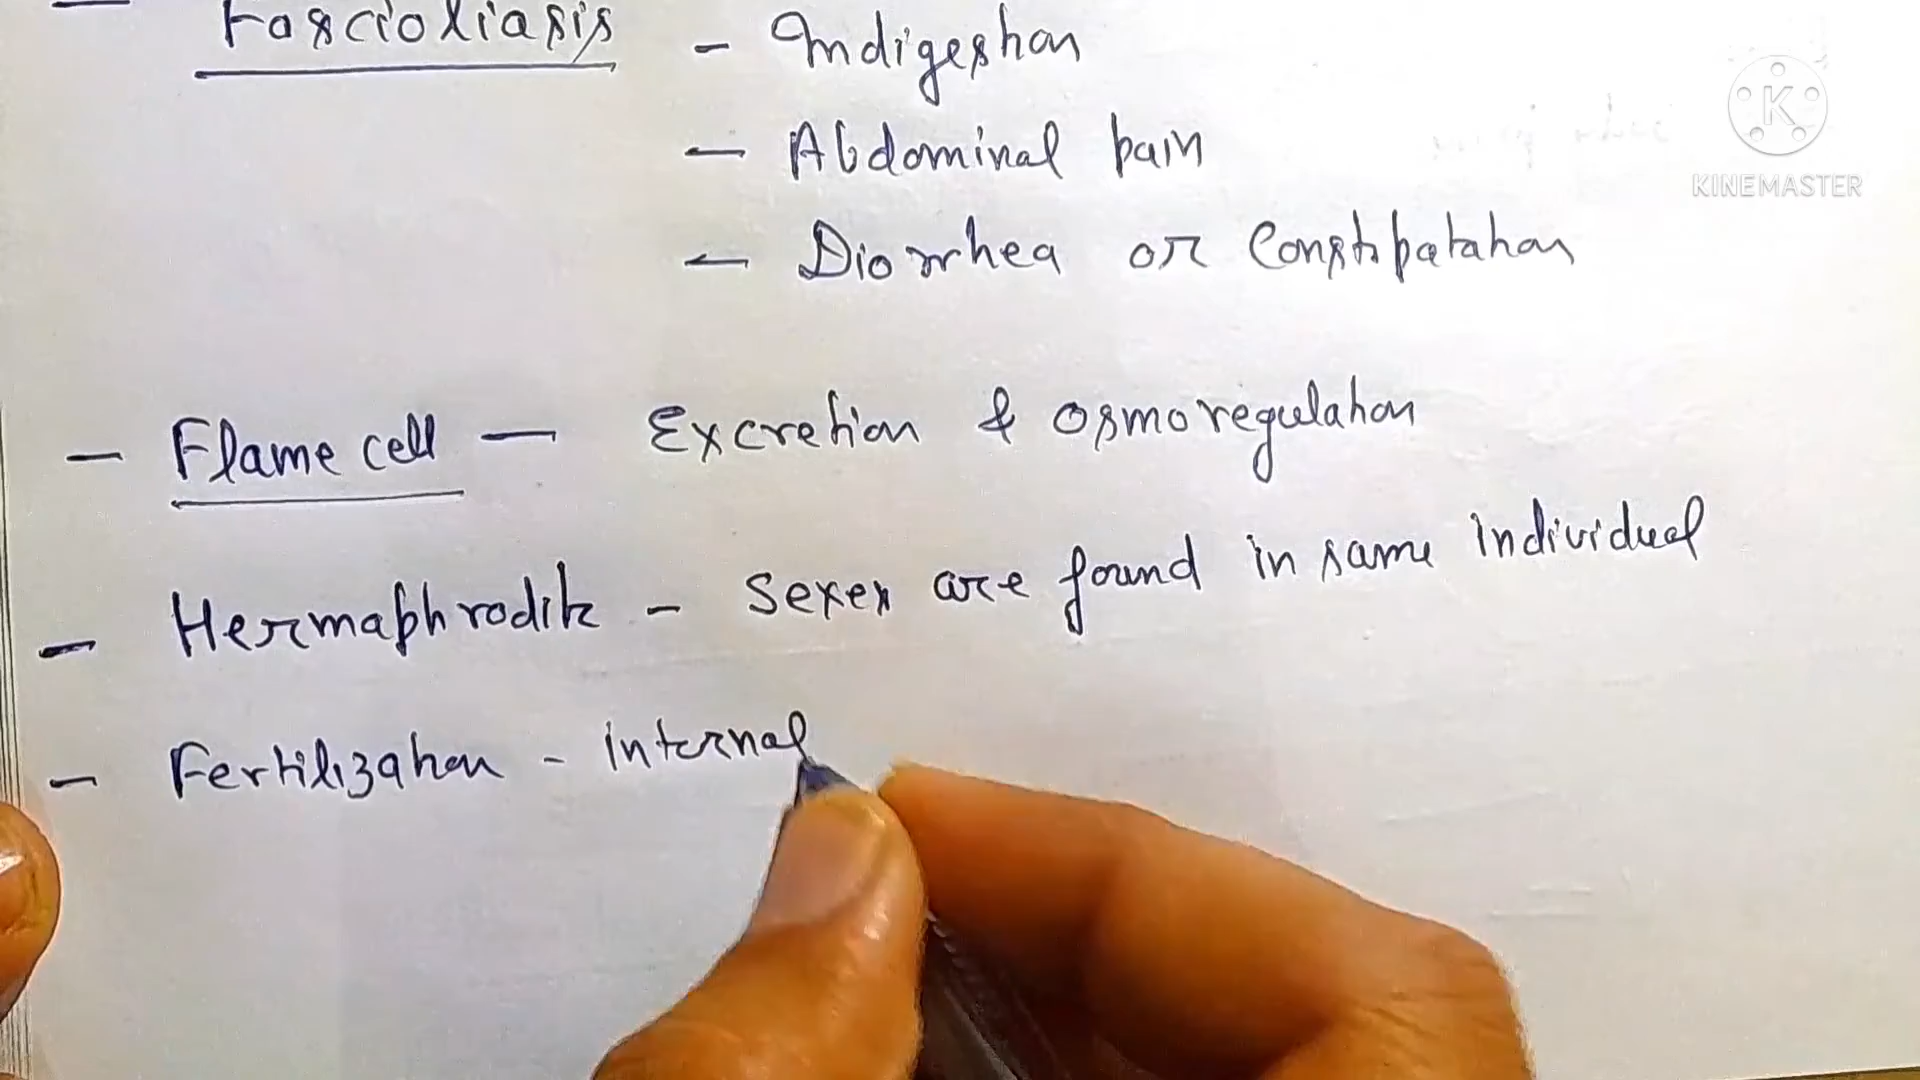 Fascioliasis - Indigestion
- Abdominal pain
- Diorrhea or Constipatation
- Flame cell - Excretion & Osmoregulation
- Hermaphrodite - Sexes are found in same individual
- Fertilization - internal
K
KINEMASTER